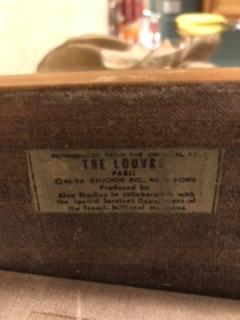 REPRODUCED FROM THE ORIGINAL AT
THE LOUVRE
PARIS
©ALVA STUDIOS INC., NEW YORK
Produced by
Alva Studios in collaboration with
the Special Services Department of
the French National Museums.